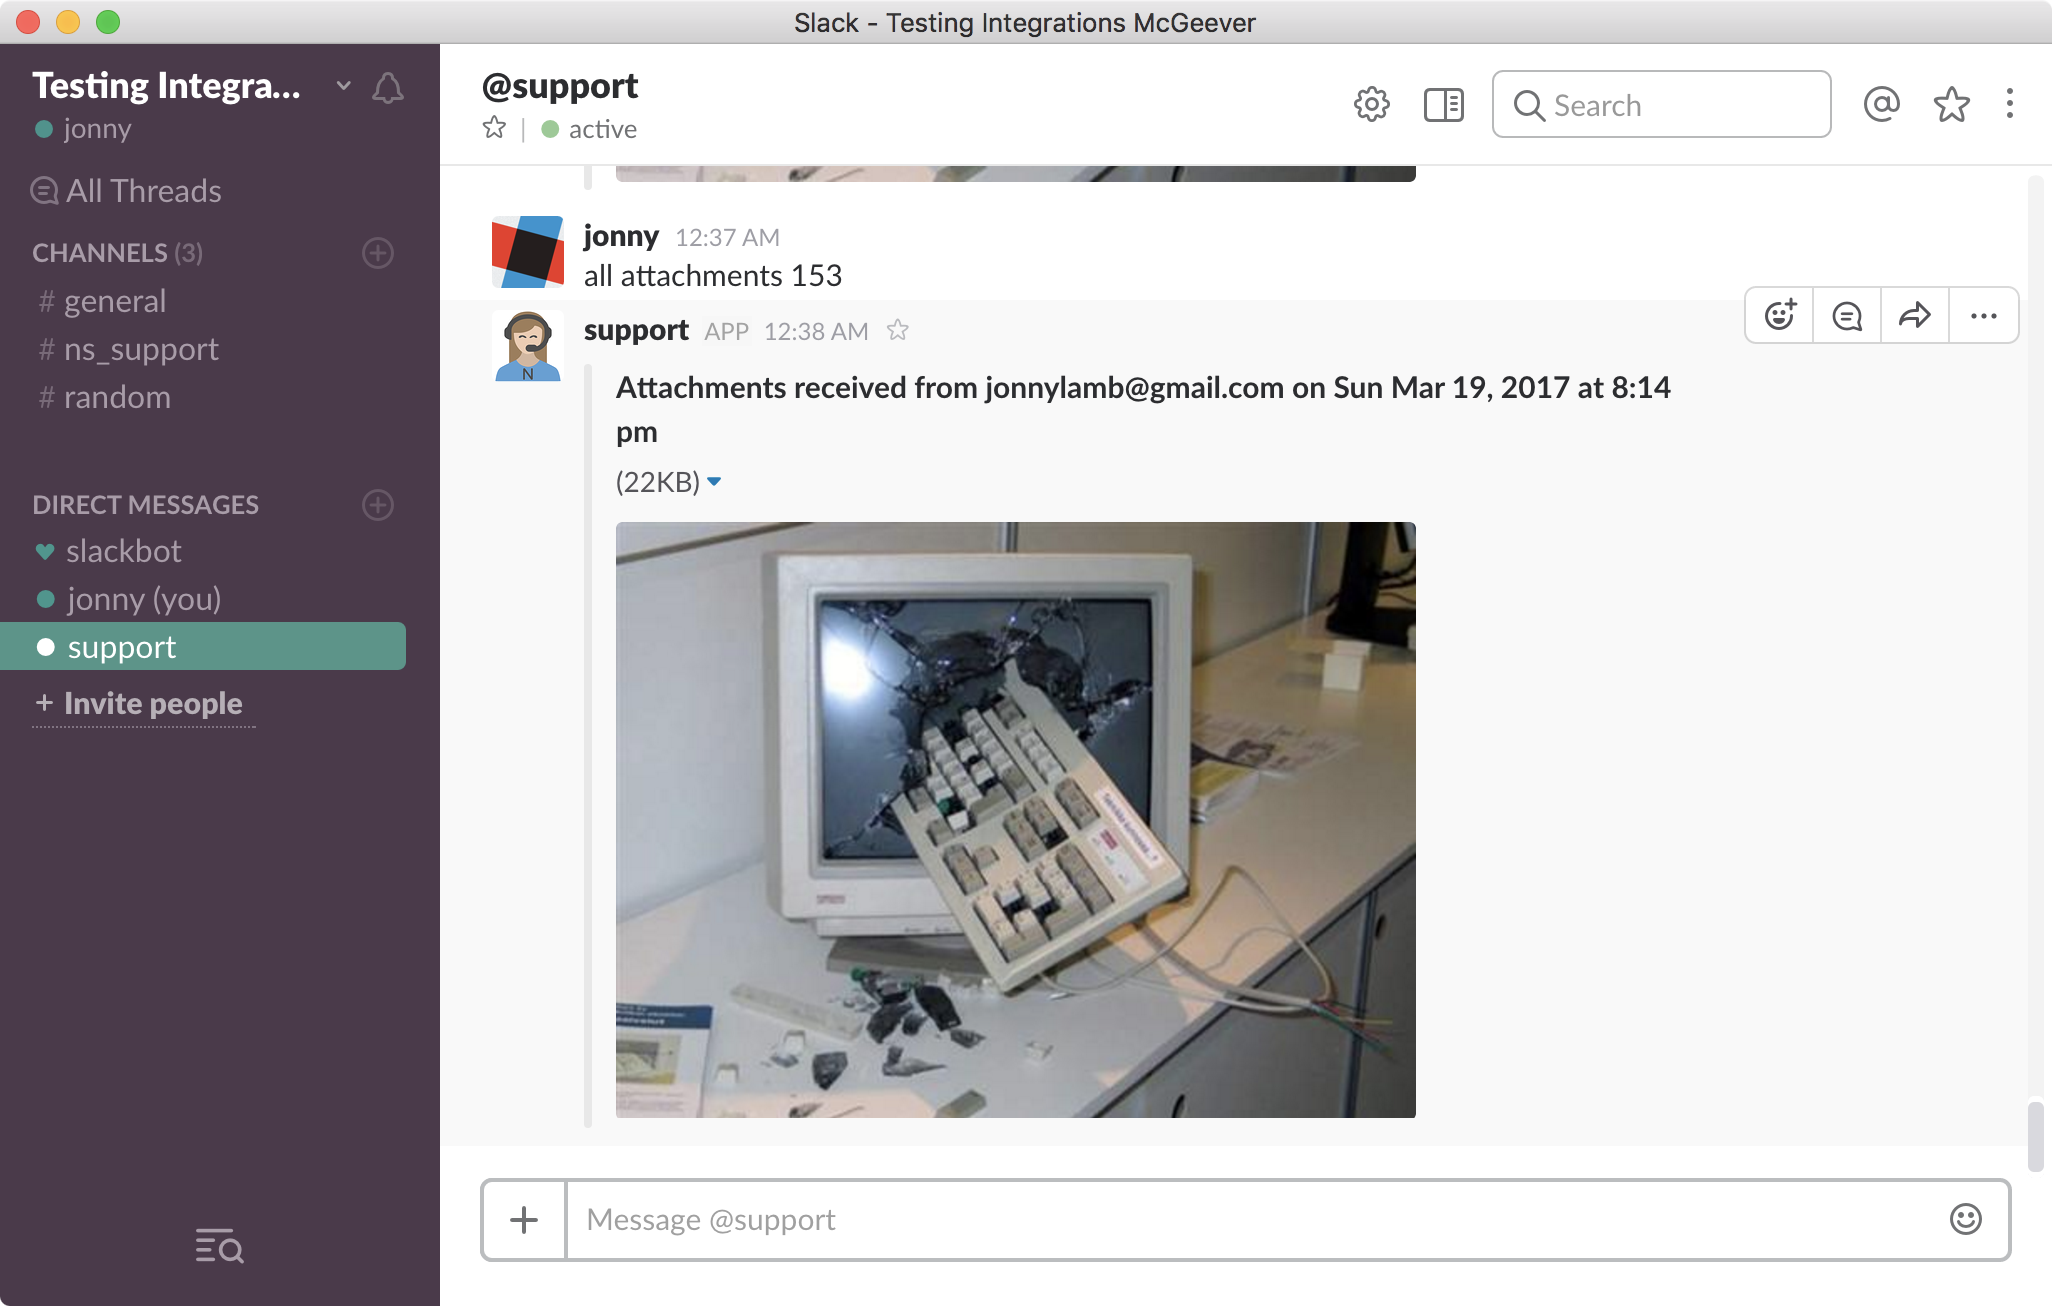 Slack - Testing Integrations McGeever
Testing Integra...
jonny
All Threads
CHANNELS (3)
# general
# ns_support
# random
DIRECT MESSAGES
slackbot
jonny (you)
support
+ Invite people
@support
active
Search
jonny 12:37 AM
all attachments 153
support APP 12:38 AM
N
Attachments received from jonnylamb@gmail.com on Sun Mar 19, 2017 at 8:14
pm
(22KB)
Message @support